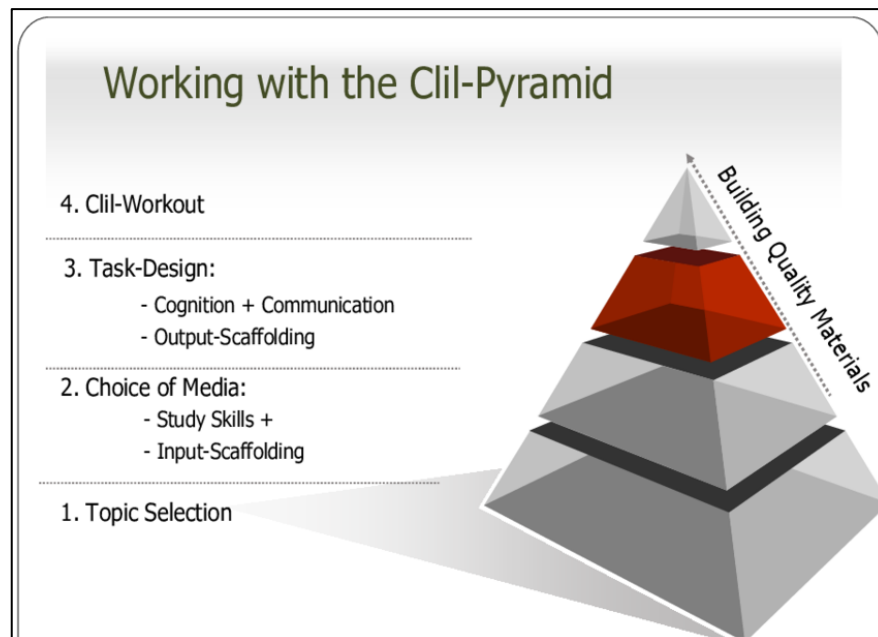 Working with the Clil-Pyramid
4. Clil-Workout
3. Task-Design:
- Cognition + Communication
- Output-Scaffolding
2. Choice of Media:
- Study Skills +
- Input-Scaffolding
1. Topic Selection
Building Quality Materials